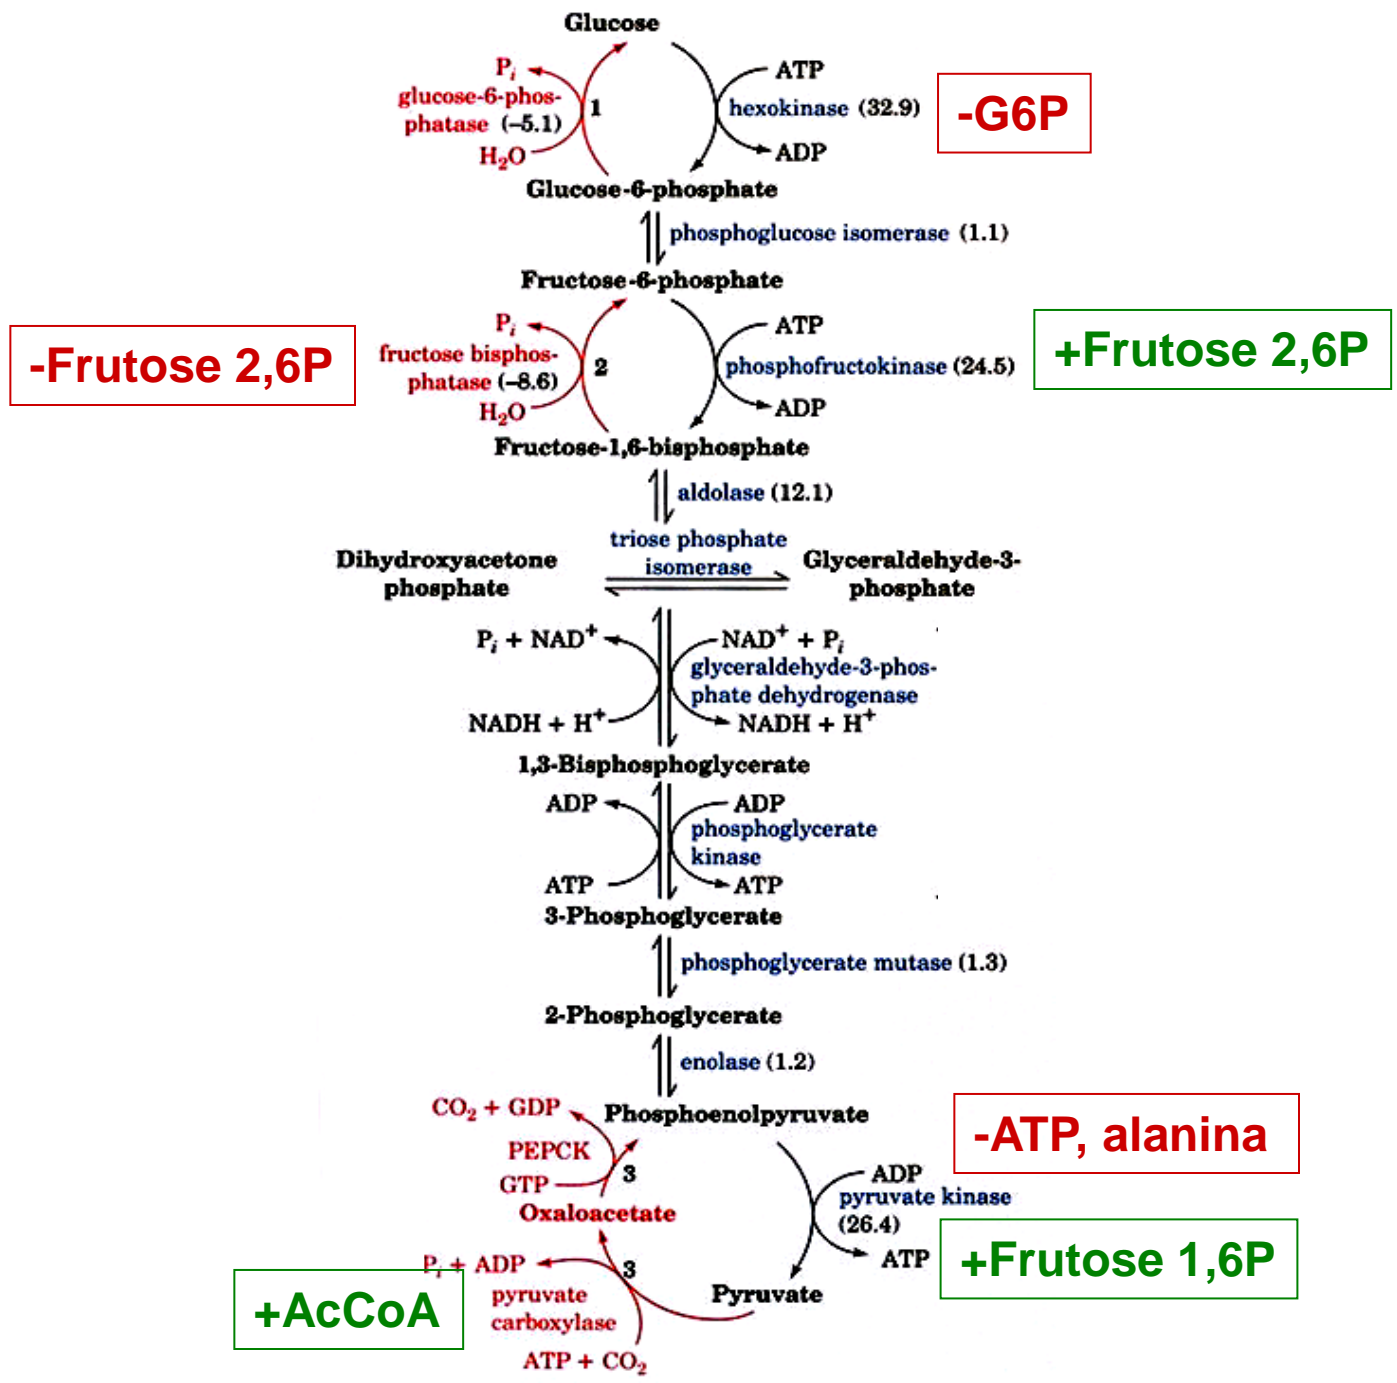 Glucose
P𝑖
ATP
glucose-6-phos-
phatase (–5.1)
1
hexokinase (32.9)
-G6P
H₂O
ADP
Glucose-6-phosphate
phosphoglucose isomerase (1.1)
Fructose-6-phosphate
P𝑖
ATP
-Frutose 2,6P
fructose bisphos-
phatase (–8.6)
2
phosphofructokinase (24.5)
+Frutose 2,6P
H₂O
ADP
Fructose-1,6-bisphosphate
aldolase (12.1)
triose phosphate
isomerase
Dihydroxyacetone
phosphate
Glyceraldehyde-3-
phosphate
P𝑖 + NAD⁺
NAD⁺ + P𝑖
glyceraldehyde-3-phos-
phate dehydrogenase
NADH + H⁺
NADH + H⁺
1,3-Bisphosphoglycerate
ADP
ADP
phosphoglycerate
kinase
ATP
ATP
3-Phosphoglycerate
phosphoglycerate mutase (1.3)
2-Phosphoglycerate
enolase (1.2)
CO₂ + GDP
Phosphoenolpyruvate
-ATP, alanina
PEPCK
3
GTP
ADP
pyruvate kinase
(26.4)
Oxaloacetate
ATP
+Frutose 1,6P
P𝑖 + ADP
3
Pyruvate
+AcCoA
pyruvate
carboxylase
ATP + CO₂